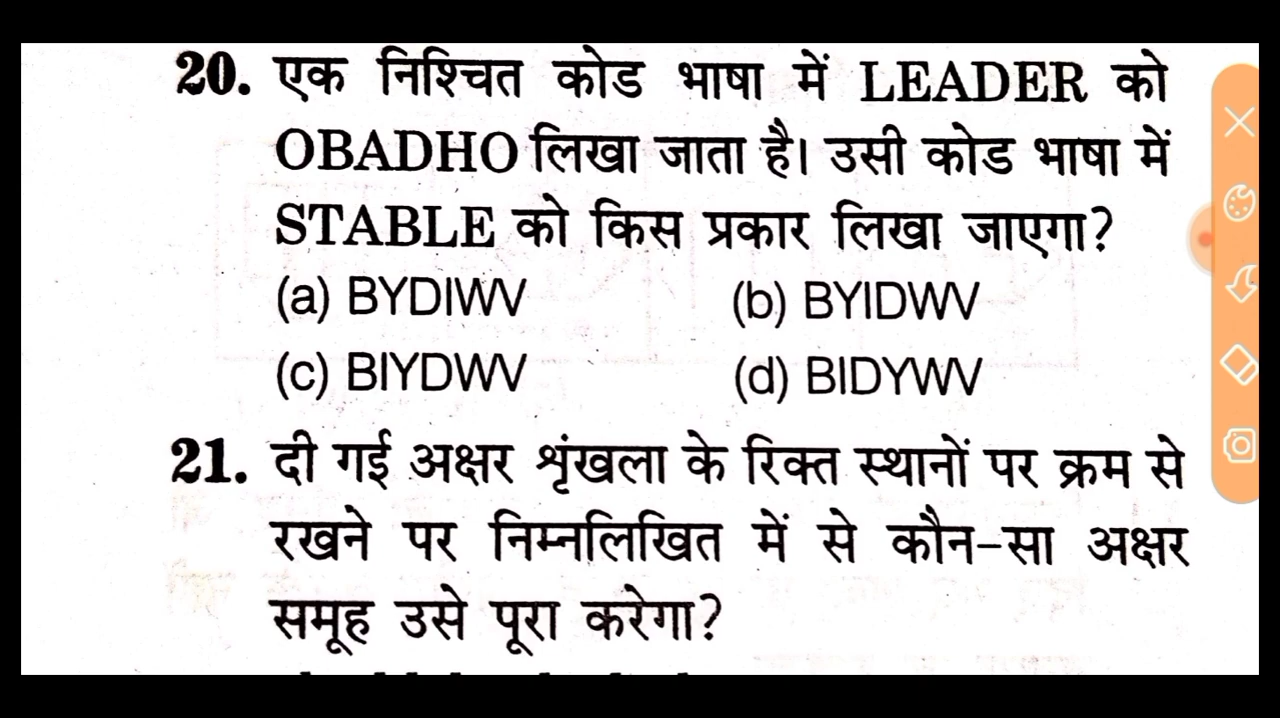 20. एक निश्चित कोड भाषा में LEADER को
OBADHO लिखा जाता है। उसी कोड भाषा में
STABLE को किस प्रकार लिखा जाएगा?
(a) BYDIWV (b) BYIDWV
(c) BIYDWV (d) BIDYWV
21. दी गई अक्षर शृंखला के रिक्त स्थानों पर क्रम से
रखने पर निम्नलिखित में से कौन-सा अक्षर
समूह उसे पूरा करेगा?